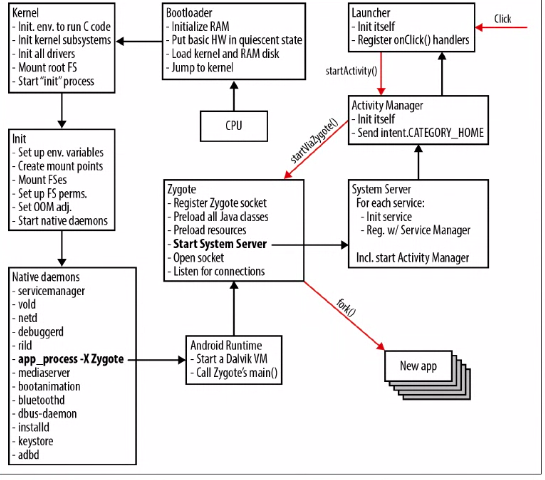 Kernel
- Init. env. to run C code
- Init kernel subsystems
- Init all drivers
- Mount root FS
- Start "init" process
Bootloader
- Initialize RAM
- Put basic HW in quiescent state
- Load kernel and RAM disk
- Jump to kernel
Launcher
- Init itself
- Register onClick() handlers
Click
startActivity()
CPU
Activity Manager
- Init itself
- Send intent.CATEGORY_HOME
startViaZygote()
Init
- Set up env. variables
- Create mount points
- Mount FSes
- Set up FS perms.
- Set OOM adj.
- Start native daemons
Zygote
- Register Zygote socket
- Preload all Java classes
- Preload resources
- Start System Server
- Open socket
- Listen for connections
System Server
For each service:
- Init service
- Reg. w/ Service Manager
Incl. start Activity Manager
fork()
Native daemons
- servicemanager
- vold
- netd
- debuggerd
- rild
- app_process -X Zygote
- mediaserver
- bootanimation
- bluetoothd
- dbus-daemon
- installd
- keystore
- adbd
Android Runtime
- Start a Dalvik VM
- Call Zygote's main()
New app